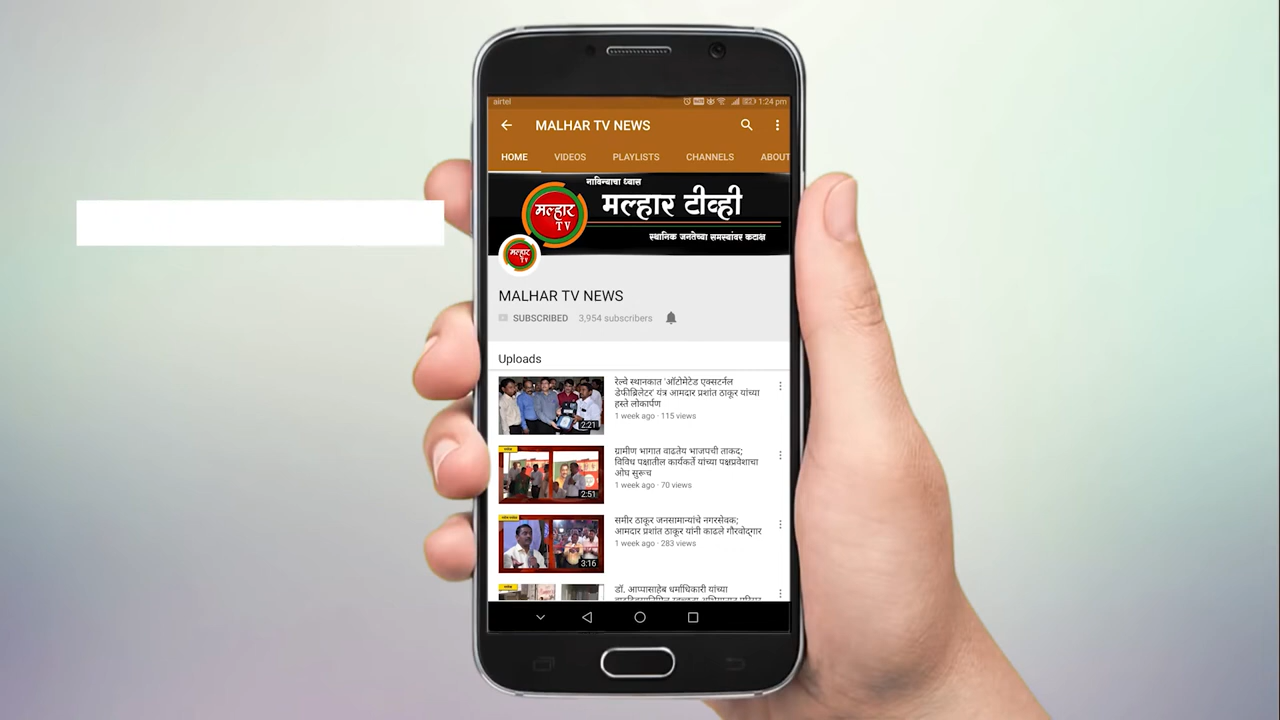 airtel 1:24 pm
MALHAR TV NEWS
HOME VIDEOS PLAYLISTS CHANNELS ABOUT
नाविन्याचा ध्यास
मल्हार टीव्ही
मल्हार
TV
स्थानिक जनतेच्या समस्यांवर कटाक्ष
मल्हार
TV
MALHAR TV NEWS
SUBSCRIBED 3,954 subscribers
Uploads
रेल्वे स्थानकात 'ऑटोमेटेड एक्सटर्नल
डेफीब्रिलेटर' यंत्र आमदार प्रशांत ठाकूर यांच्या
हस्ते लोकार्पण
1 week ago · 115 views
2:21
ग्रामीण भागात वाढतेय भाजपची ताकद;
विविध पक्षातील कार्यकर्ते यांच्या पक्षप्रवेशाचा
ओघ सुरूच
1 week ago · 70 views
2:51
समीर ठाकूर जनसामान्यांचे नगरसेवक;
आमदार प्रशांत ठाकूर यांनी काढले गौरवोद्गार
1 week ago · 283 views
3:16
डॉ. आप्पासाहेब धर्माधिकारी यांच्या